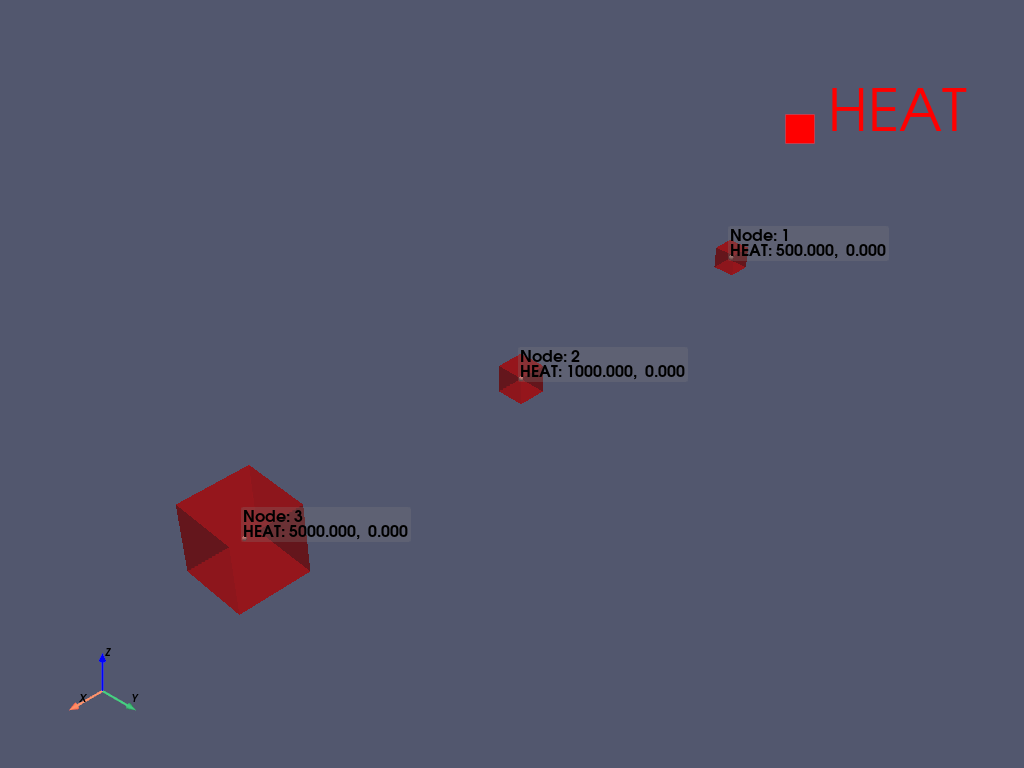 HEAT
Node: 1
HEAT: 500.000, 0.000
Node: 2
HEAT: 1000.000, 0.000
Node: 3
HEAT: 5000.000, 0.000
Z
X
Y